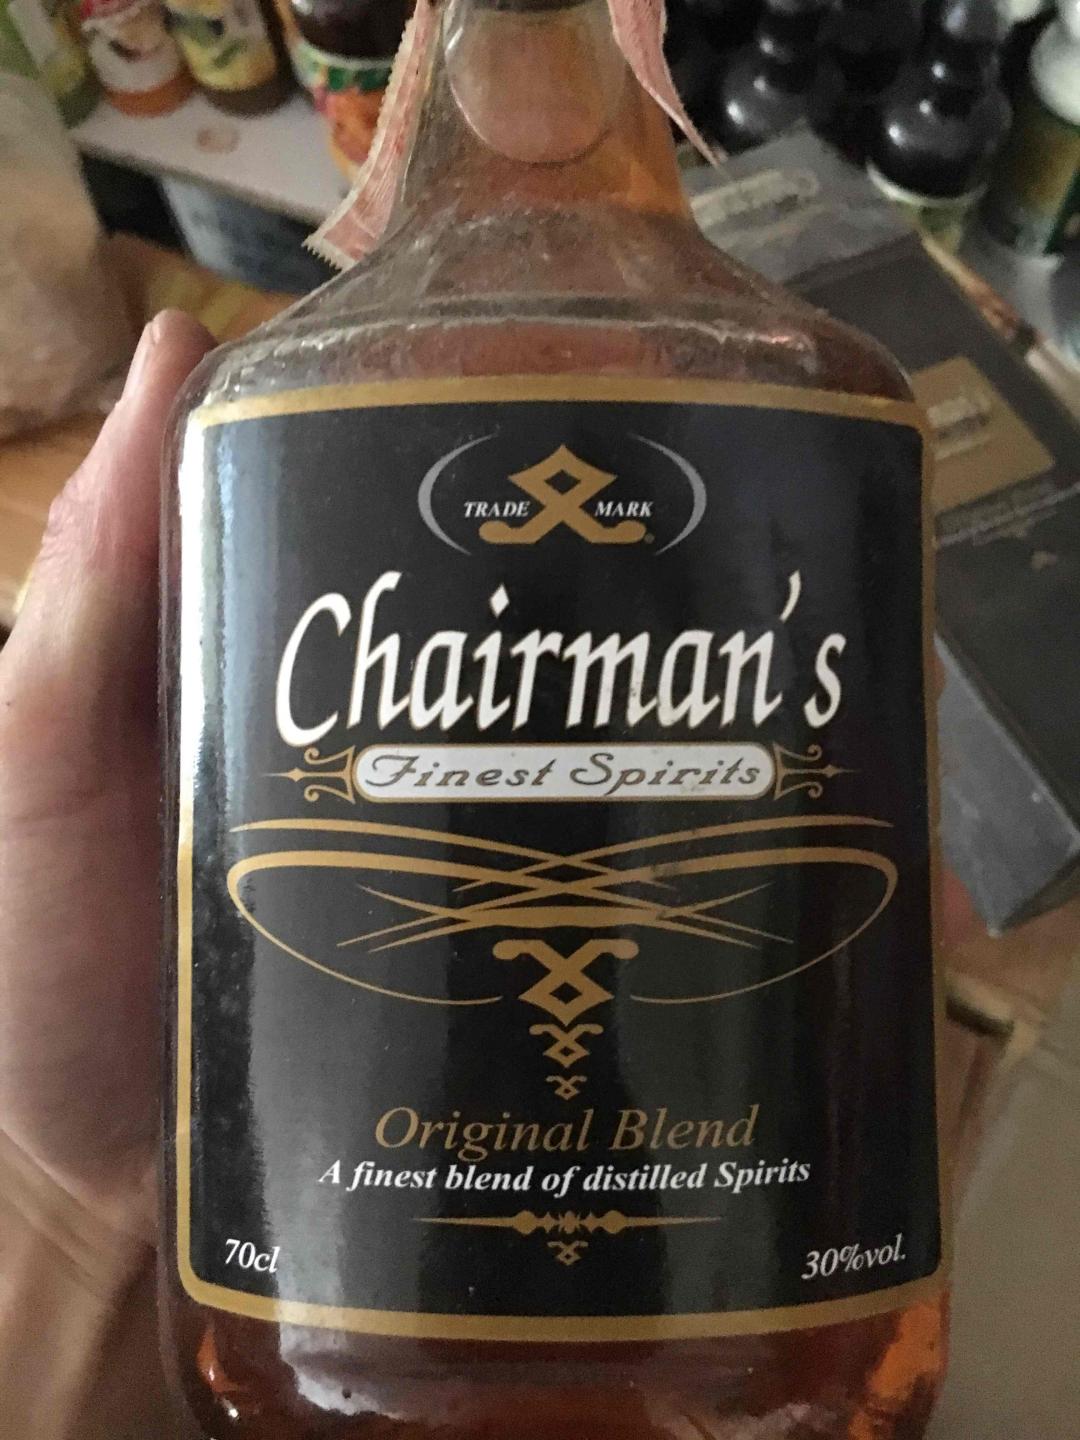 TRADE MARK
Chairman's
Finest Spirits
Original Blend
A finest blend of distilled Spirits
70cl 30%vol.